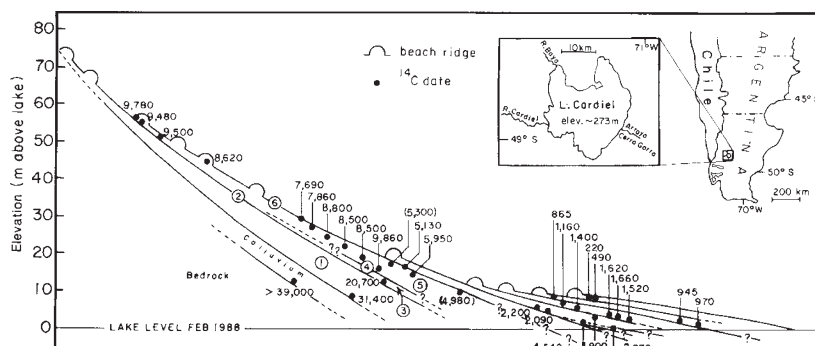 80
70
60
50
40
30
20
10
0
Elevation (m above lake)
beach ridge
14C date
9,780
9,480
9,500
8,620
7,690
7,860
8,800
8,500
8,500
9,860
(5,300)
5,130
5,950
865
1,160
1,400
220
490
1,620
1,660
1,520
945
970
2
6
1
4
5
3
??
Colluvium
Bedrock
> 39,000
31,400
20,700
?
?
(4,980)
?
2,200
2,090
?
?
?
?
LAKE LEVEL FEB 1988
10km
71°W
R. Bayo
L. Cardiel
elev. ~273m
R. Cardiel
49° S
Arroyo
Cerro Garra
Chile
ARGENTINA
45°S
50°S
70°W
200 km